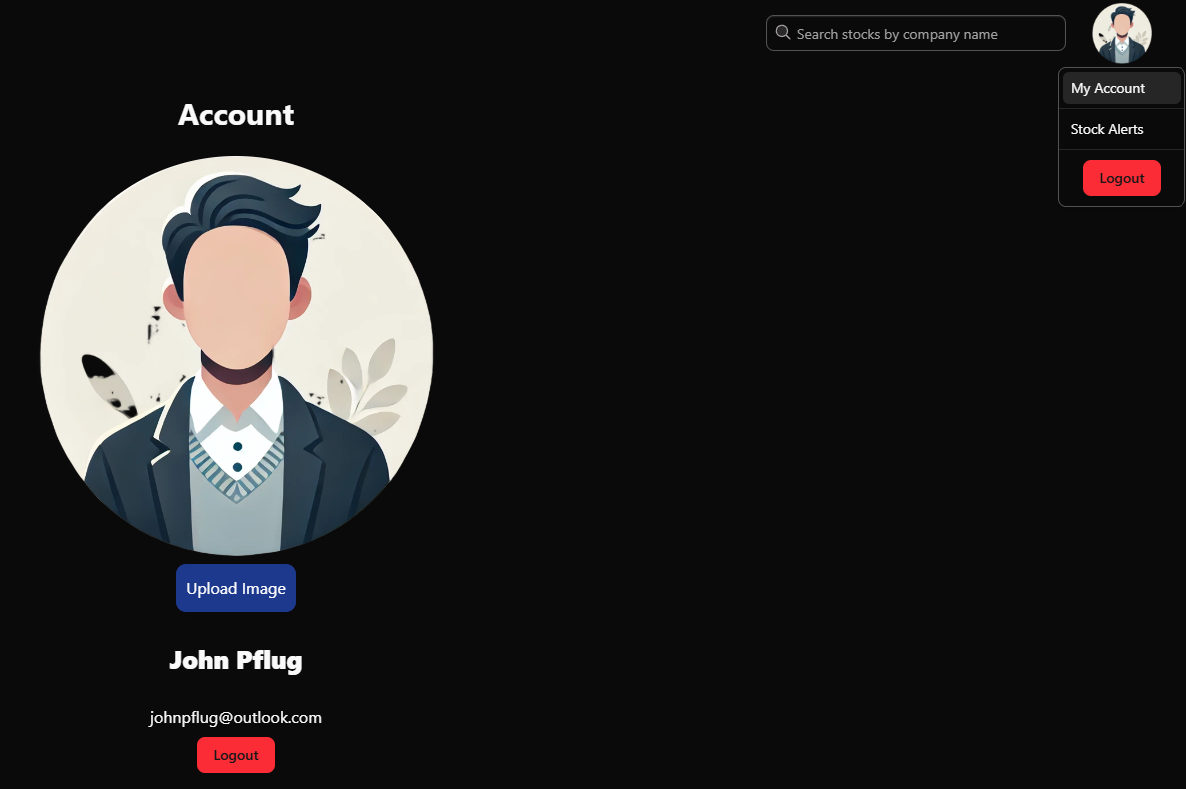 Search stocks by company name
My Account
Stock Alerts
Logout
Account
Upload Image
John Pflug
johnpflug@outlook.com
Logout